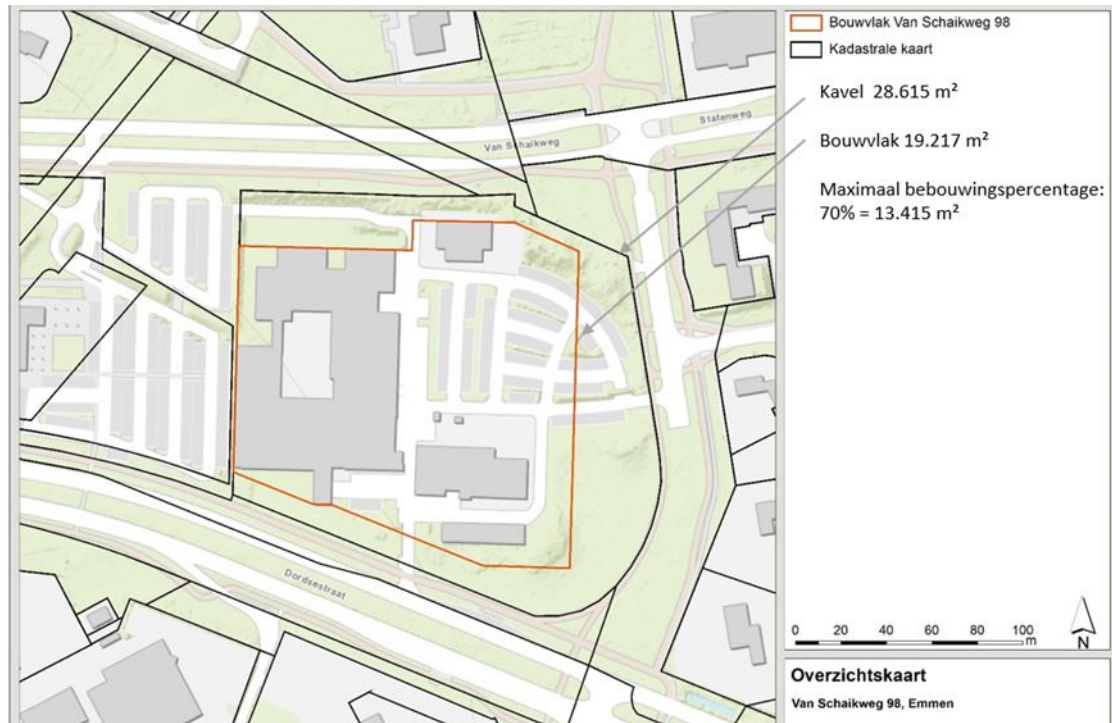 Bouwvlak Van Schaikweg 98
Kadastrale kaart
Kavel 28.615 m²
Bouwvlak 19.217 m²
Maximaal bebouwingspercentage:
70% = 13.415 m²
Statenweg
Van Schaikweg
Dordsestraat
0 20 40 60 80 100
m
N
Overzichtskaart
Van Schaikweg 98, Emmen